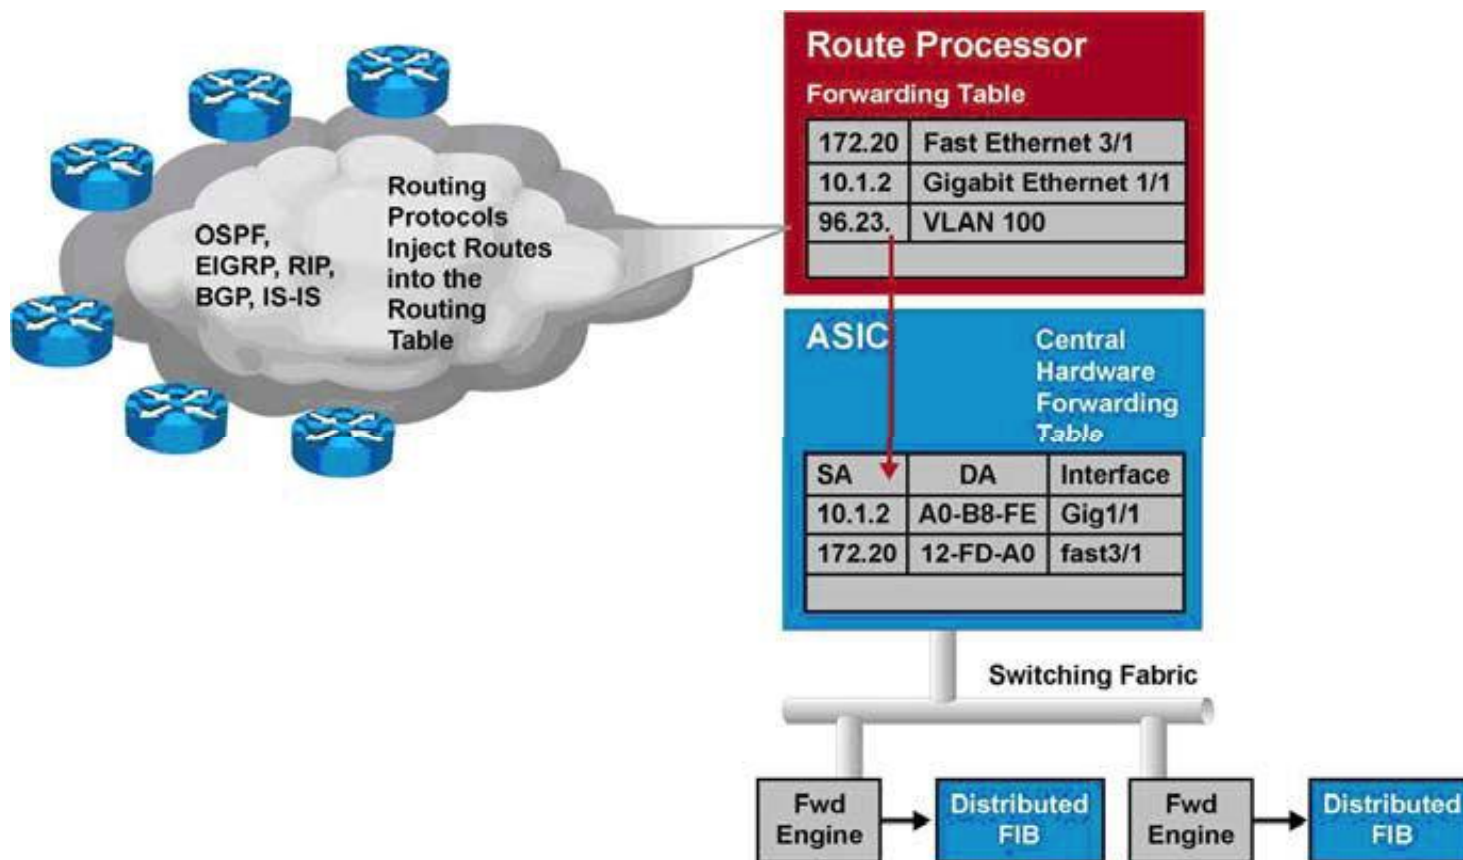 OSPF,
EIGRP, RIP,
BGP, IS-IS
Routing
Protocols
Inject Routes
into the
Routing
Table
Route Processor
Forwarding Table
172.20 Fast Ethernet 3/1
10.1.2 Gigabit Ethernet 1/1
96.23. VLAN 100
ASIC
Central
Hardware
Forwarding
Table
SA DA Interface
10.1.2 A0-B8-FE Gig1/1
172.20 12-FD-A0 fast3/1
Switching Fabric
Fwd
Engine
Distributed
FIB
Fwd
Engine
Distributed
FIB